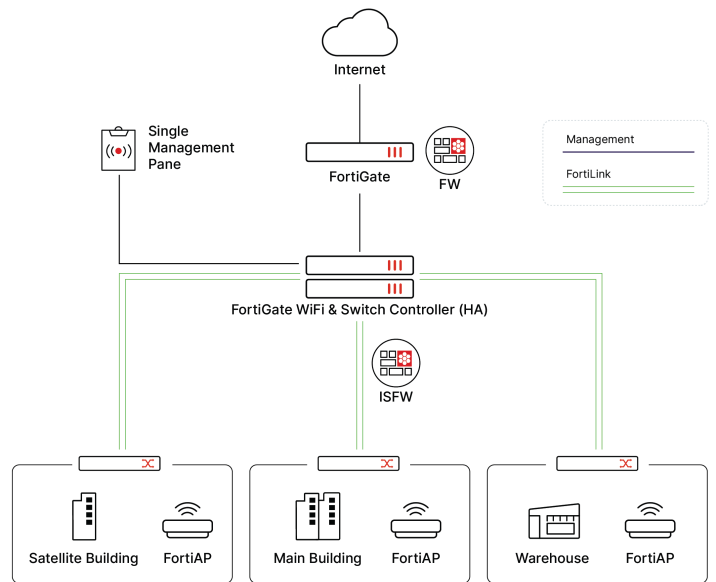 Internet
Single
Management
Pane
FortiGate
FW
Management
FortiLink
FortiGate WiFi & Switch Controller (HA)
ISFW
Satellite Building
FortiAP
Main Building
FortiAP
Warehouse
FortiAP